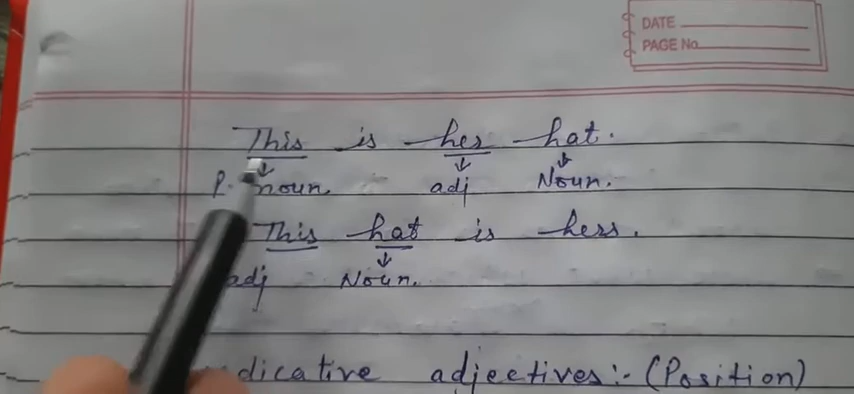 DATE
PAGE No.
This is her hat.
P. noun. adj Noun.
This hat is hers.
adj Noun.
dicative adjectives:- (Position)